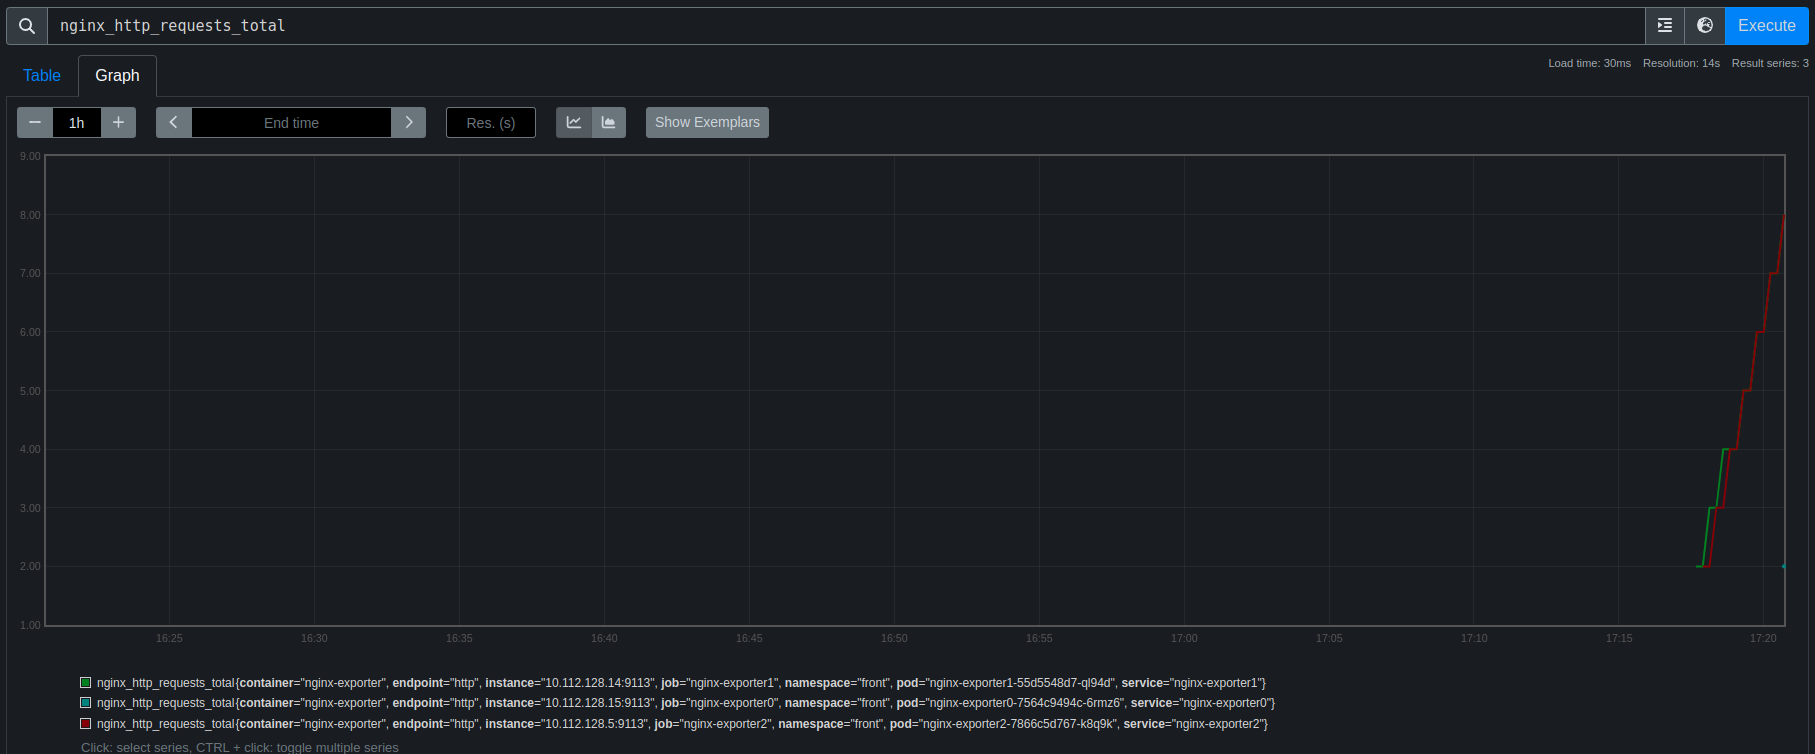 nginx_http_requests_total
Execute
Table Graph
Load time: 30ms Resolution: 14s Result series: 3
1h
End time
Res. (s)
Show Exemplars
9.00
8.00
7.00
6.00
5.00
4.00
3.00
2.00
1.00
16:25 16:30 16:35 16:40 16:45 16:50 16:55 17:00 17:05 17:10 17:15 17:20
nginx_http_requests_total{container="nginx-exporter", endpoint="http", instance="10.112.128.14:9113", job="nginx-exporter1", namespace="front", pod="nginx-exporter1-55d5548d7-ql94d", service="nginx-exporter1"}
nginx_http_requests_total{container="nginx-exporter", endpoint="http", instance="10.112.128.15:9113", job="nginx-exporter0", namespace="front", pod="nginx-exporter0-7564c9494c-6rmz6", service="nginx-exporter0"}
nginx_http_requests_total{container="nginx-exporter", endpoint="http", instance="10.112.128.5:9113", job="nginx-exporter2", namespace="front", pod="nginx-exporter2-7866c5d767-k8q9k", service="nginx-exporter2"}
Click: select series, CTRL + click: toggle multiple series